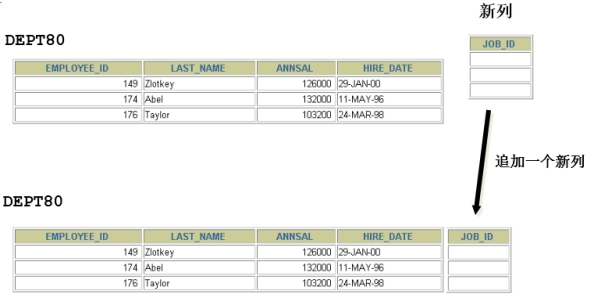 新列
DEPT80
JOB_ID
EMPLOYEE_ID LAST_NAME ANNSAL HIRE_DATE
149 Zlotkey 126000 29-JAN-00
174 Abel 132000 11-MAY-96
176 Taylor 103200 24-MAR-98
追加一个新列
DEPT80
EMPLOYEE_ID LAST_NAME ANNSAL HIRE_DATE JOB_ID
149 Zlotkey 126000 29-JAN-00
174 Abel 132000 11-MAY-96
176 Taylor 103200 24-MAR-98